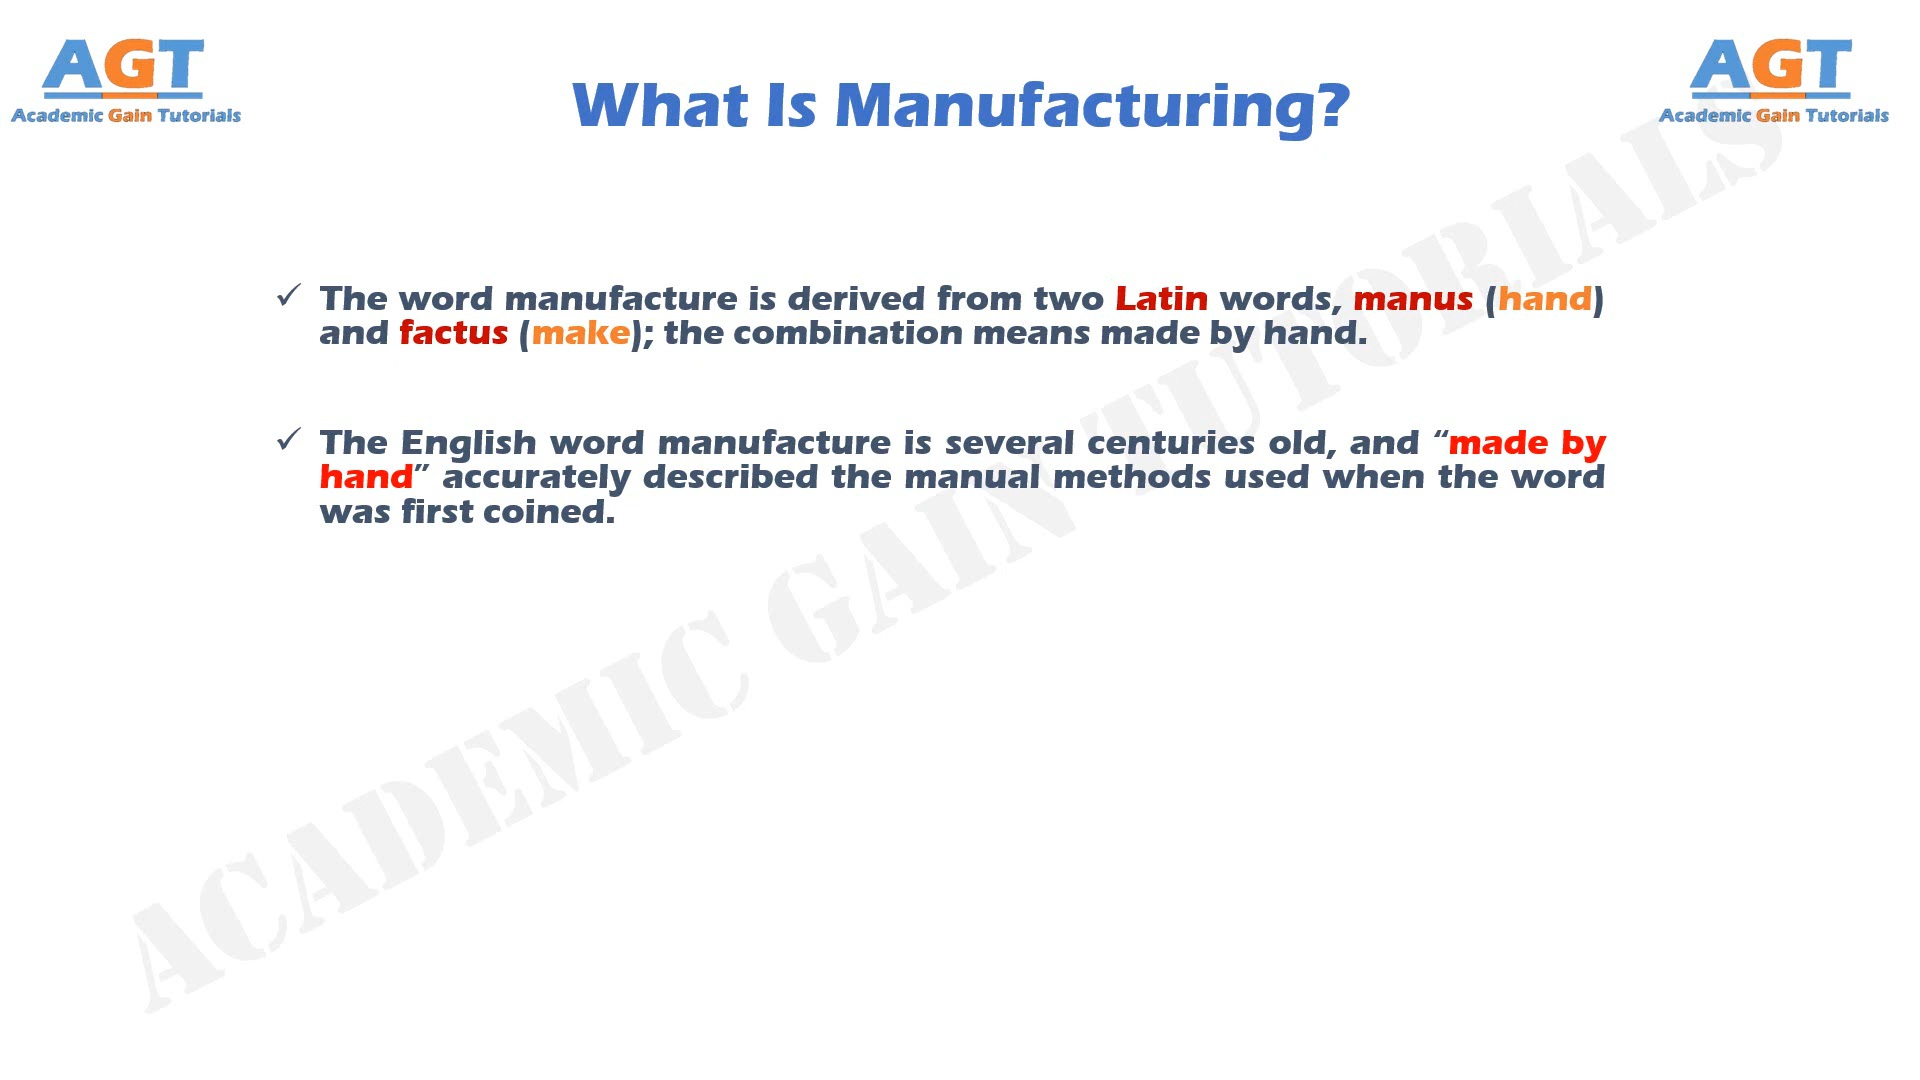 AGT
Academic Gain Tutorials
AGT
Academic Gain Tutorials
What Is Manufacturing?
✓ The word manufacture is derived from two Latin words, manus (hand)
and factus (make); the combination means made by hand.
✓ The English word manufacture is several centuries old, and “made by
hand” accurately described the manual methods used when the word
was first coined.
ACADEMIC GAIN TUTORIALS